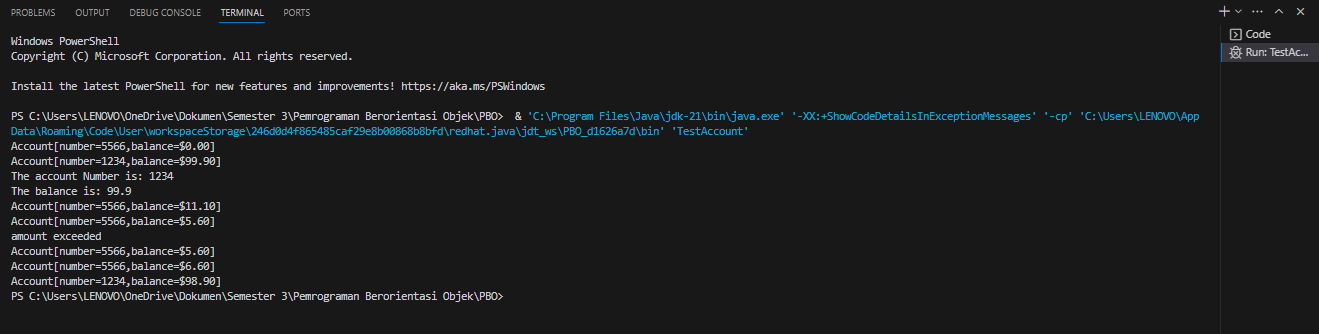 PROBLEMS OUTPUT DEBUG CONSOLE TERMINAL PORTS
Windows PowerShell
Copyright (C) Microsoft Corporation. All rights reserved.
Install the latest PowerShell for new features and improvements! https://aka.ms/PSWindows
PS C:\Users\LENOVO\OneDrive\Dokumen\Semester 3\Pemrograman Berorientasi Objek\PBO>  & 'C:\Program Files\Java\jdk-21\bin\java.exe' '-XX:+ShowCodeDetailsInExceptionMessages' '-cp' 'C:\Users\LENOVO\App
Data\Roaming\Code\User\workspaceStorage\246d0d4f865485caf29e8b00868b8bfd\redhat.java\jdt_ws\PBO_d1626a7d\bin' 'TestAccount'
Account[number=5566,balance=$0.00]
Account[number=1234,balance=$99.90]
The account Number is: 1234
The balance is: 99.9
Account[number=5566,balance=$11.10]
Account[number=5566,balance=$5.60]
amount exceeded
Account[number=5566,balance=$5.60]
Account[number=5566,balance=$6.60]
Account[number=1234,balance=$98.90]
PS C:\Users\LENOVO\OneDrive\Dokumen\Semester 3\Pemrograman Berorientasi Objek\PBO>
Code
Run: TestAc...